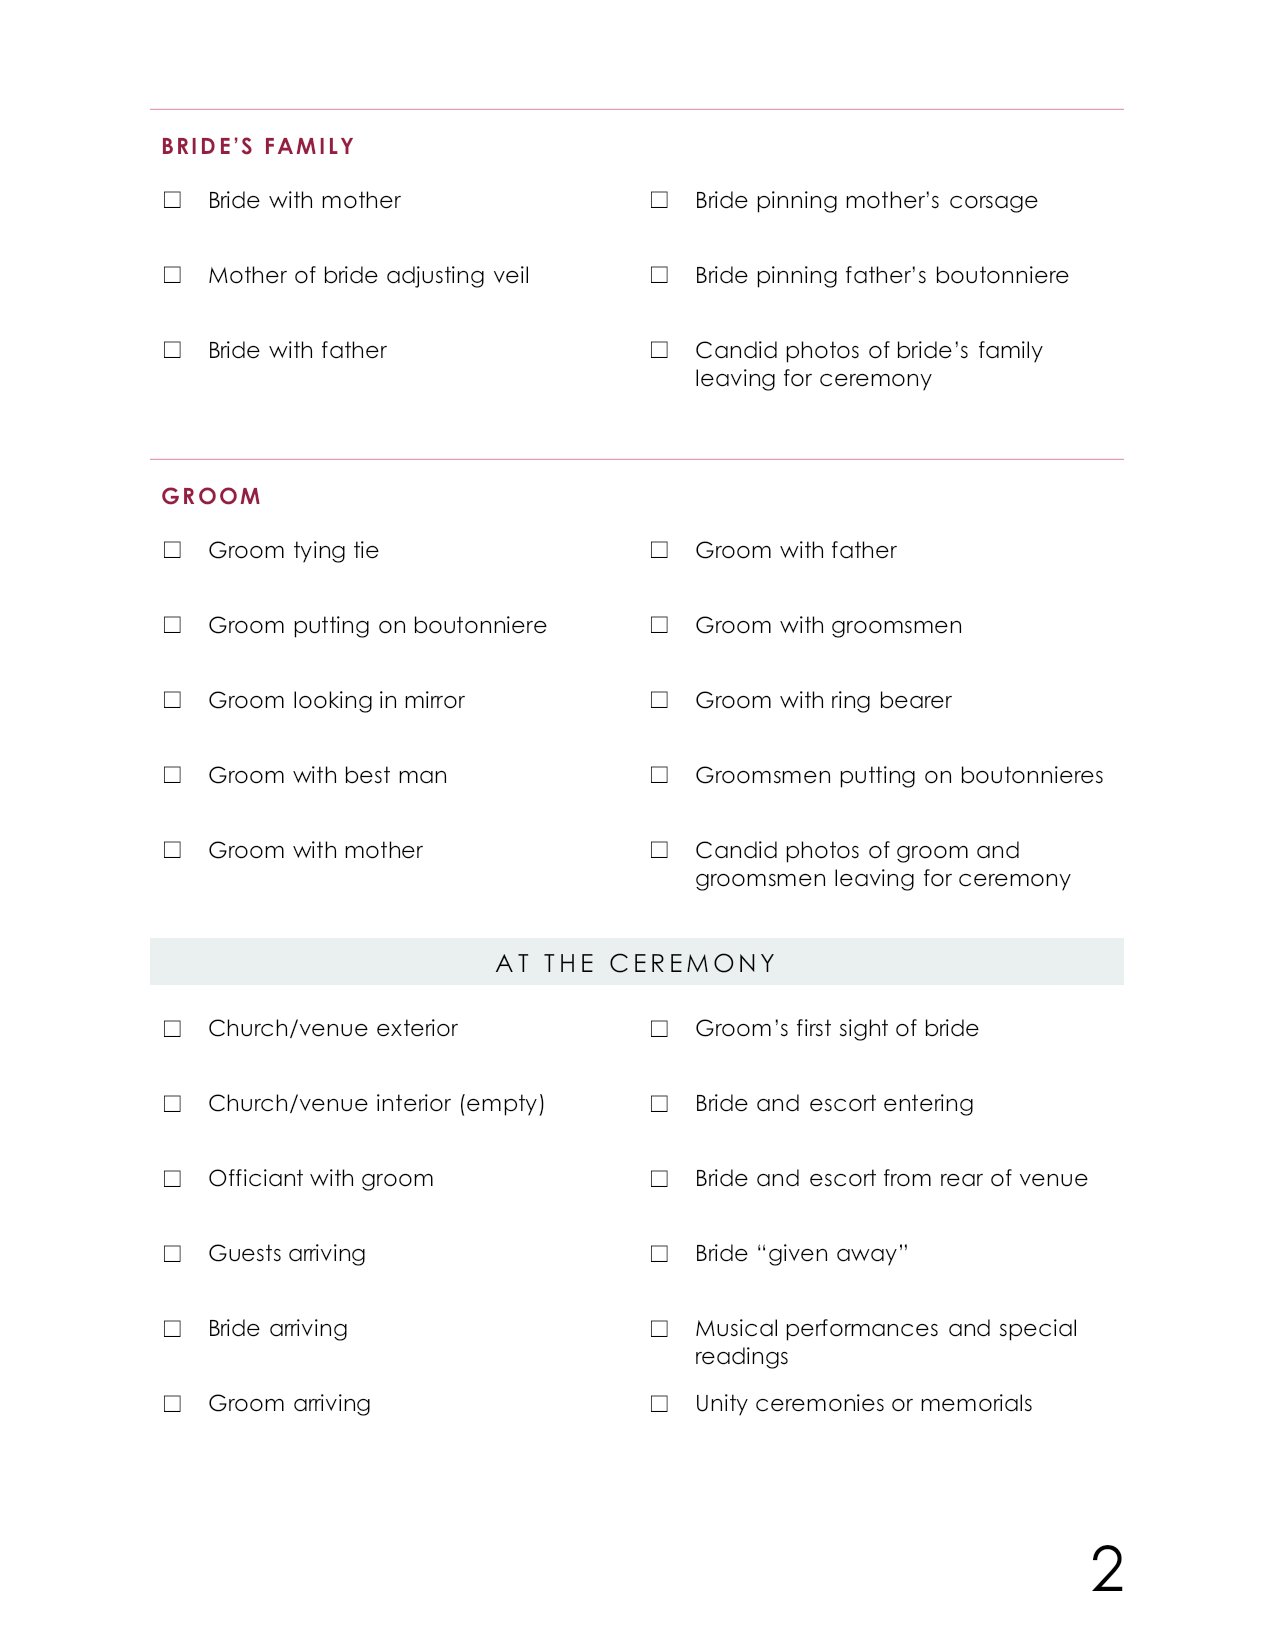 BRIDE’S FAMILY
☐ Bride with mother
☐ Bride pinning mother’s corsage
☐ Mother of bride adjusting veil
☐ Bride pinning father’s boutonniere
☐ Bride with father
☐ Candid photos of bride’s family
leaving for ceremony
GROOM
☐ Groom tying tie
☐ Groom with father
☐ Groom putting on boutonniere
☐ Groom with groomsmen
☐ Groom looking in mirror
☐ Groom with ring bearer
☐ Groom with best man
☐ Groomsmen putting on boutonnieres
☐ Groom with mother
☐ Candid photos of groom and
groomsmen leaving for ceremony
AT THE CEREMONY
☐ Church/venue exterior
☐ Groom’s first sight of bride
☐ Church/venue interior (empty)
☐ Bride and escort entering
☐ Officiant with groom
☐ Bride and escort from rear of venue
☐ Guests arriving
☐ Bride “given away”
☐ Bride arriving
☐ Musical performances and special
readings
☐ Groom arriving
☐ Unity ceremonies or memorials
2